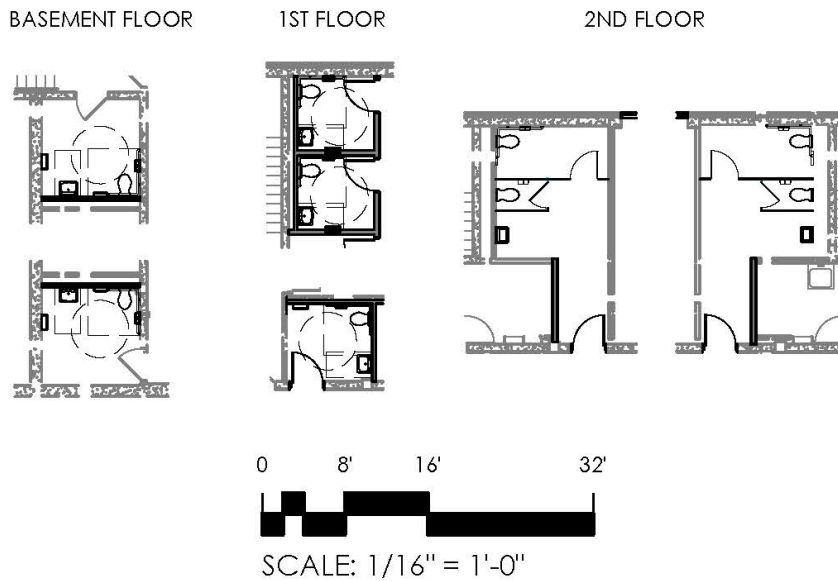 BASEMENT FLOOR
1ST FLOOR
2ND FLOOR
0 8' 16' 32'
SCALE: 1/16" = 1'-0"